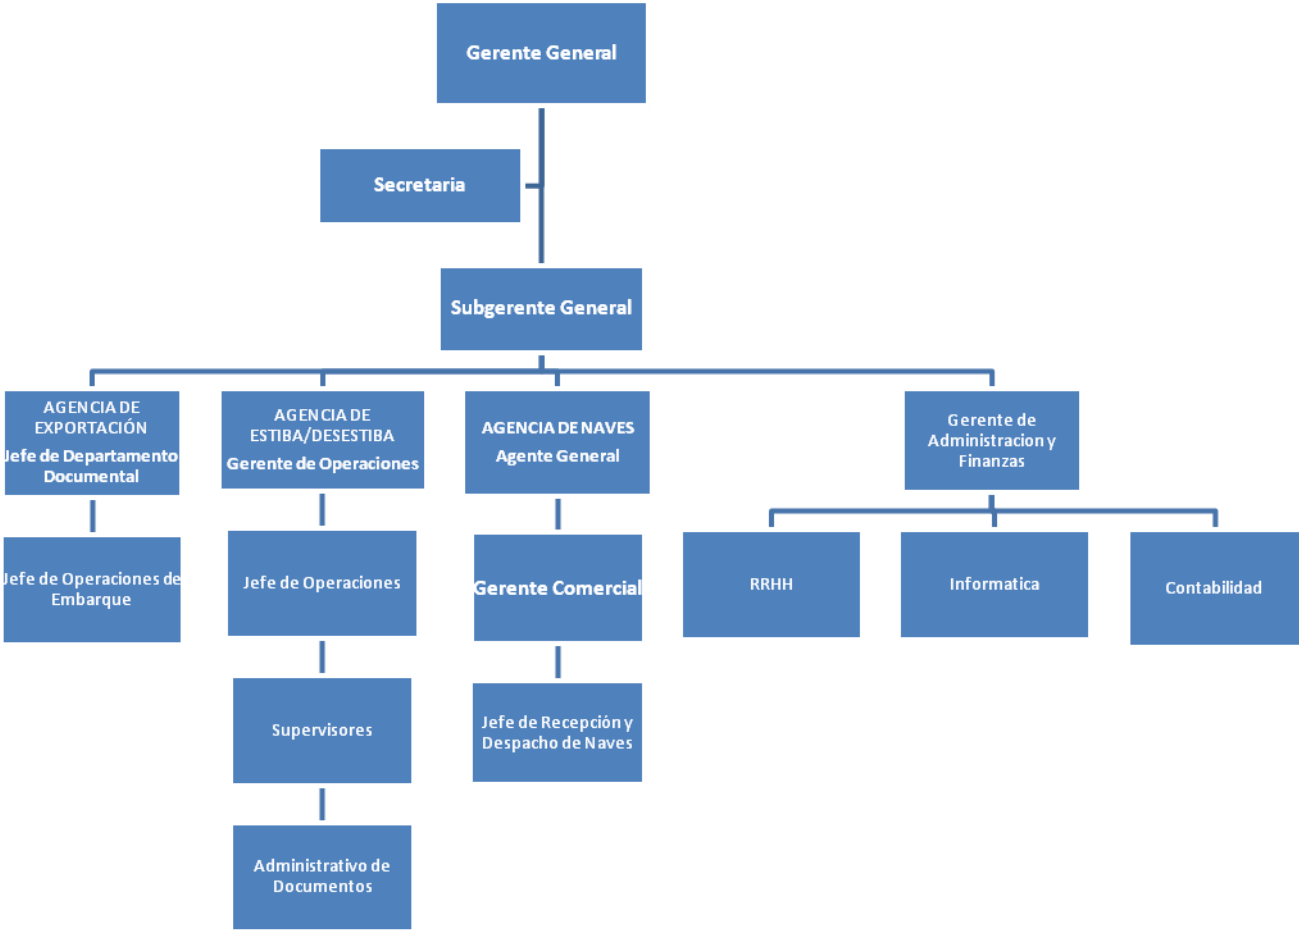 Gerente General
Secretaria
Subgerente General
AGENCIA DE
EXPORTACIÓN
Jefe de Departamento
Documental
AGENCIA DE
ESTIBA/DESESTIBA
Gerente de Operaciones
AGENCIA DE NAVES
Agente General
Gerente de
Administracion y
Finanzas
Jefe de Operaciones de
Embarque
Jefe de Operaciones
Gerente Comercial
RRHH
Informatica
Contabilidad
Supervisores
Jefe de Recepción y
Despacho de Naves
Administrativo de
Documentos